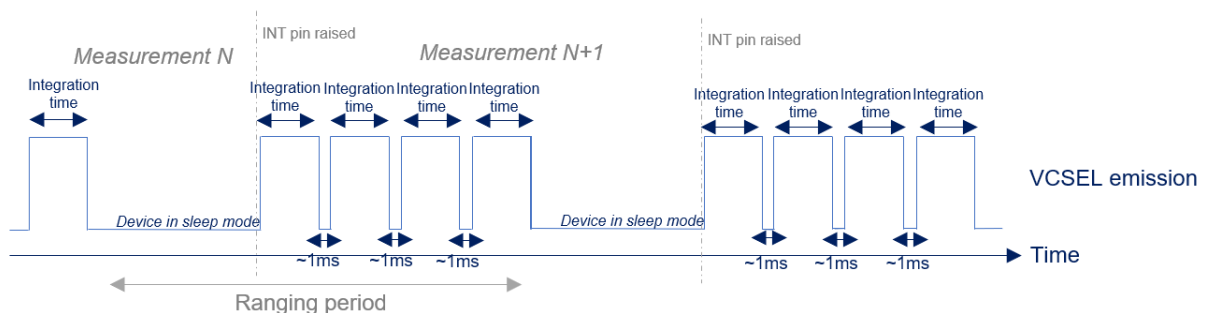 INT pin raised
INT pin raised
Measurement N
Measurement N+1
Integration
time
Integration
time
Integration
time
Integration
time
Integration
time
Integration
time
Integration
time
Integration
time
Integration
time
VCSEL emission
Device in sleep mode
Device in sleep mode
Time
~1ms
~1ms
~1ms
~1ms
~1ms
~1ms
Ranging period